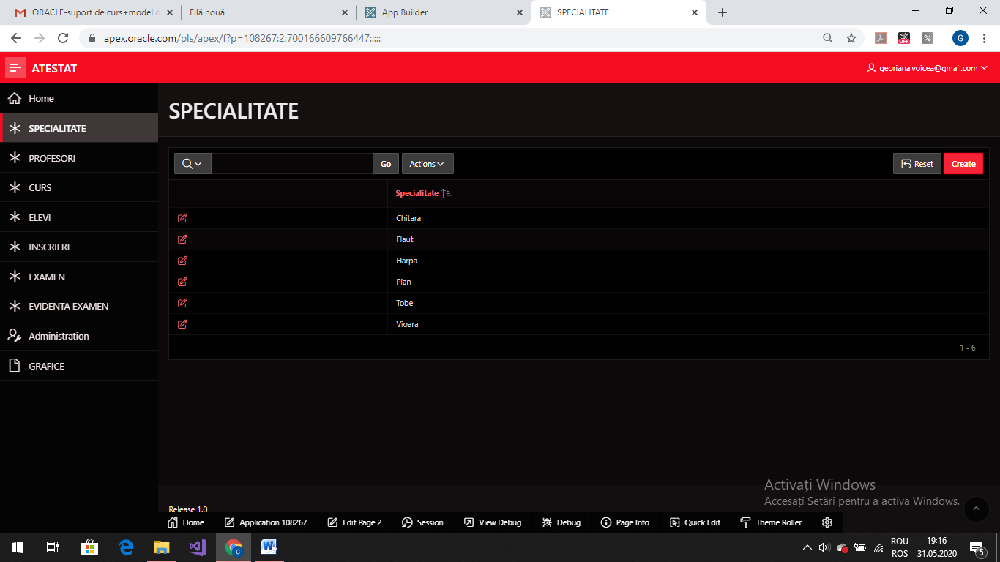 ORACLE-suport de curs+model d
Filă nouă
App Builder
SPECIALITATE
apex.oracle.com/pls/apex/f?p=108267:2:700166609766447:::::
OFF
%
G
ATESTAT
georiana.voicea@gmail.com
Home
SPECIALITATE
PROFESORI
CURS
ELEVI
INSCRIERI
EXAMEN
EVIDENTA EXAMEN
Administration
GRAFICE
SPECIALITATE
Go
Actions
Reset
Create
Specialitate
Chitara
Flaut
Harpa
Pian
Tobe
Vioara
1 - 6
Activați Windows
Accesați Setări pentru a activa Windows.
Release 1.0
Home
Application 108267
Edit Page 2
Session
View Debug
Debug
Page Info
Quick Edit
Theme Roller
G
W
ROU
ROS
19:16
31.05.2020
5